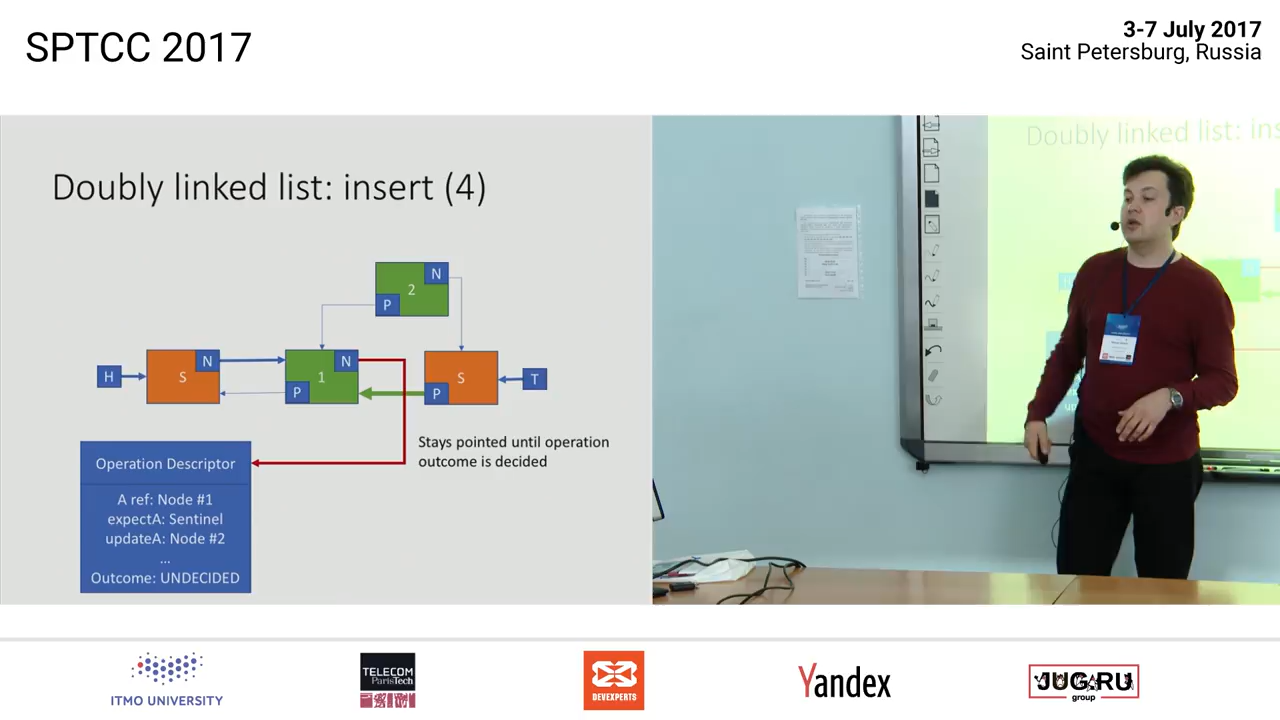 SPTCC 2017
3-7 July 2017
Saint Petersburg, Russia
Doubly linked list: insert (4)
N
2
P
H
S
N
1
N
P
S
P
T
Stays pointed until operation
outcome is decided
Operation Descriptor
A ref: Node #1
expectA: Sentinel
updateA: Node #2
...
Outcome: UNDECIDED
Doubly linked list: ins
ITMO UNIVERSITY
TELECOM
ParisTech
DEVEXPERTS
Yandex
JUG.RU
group